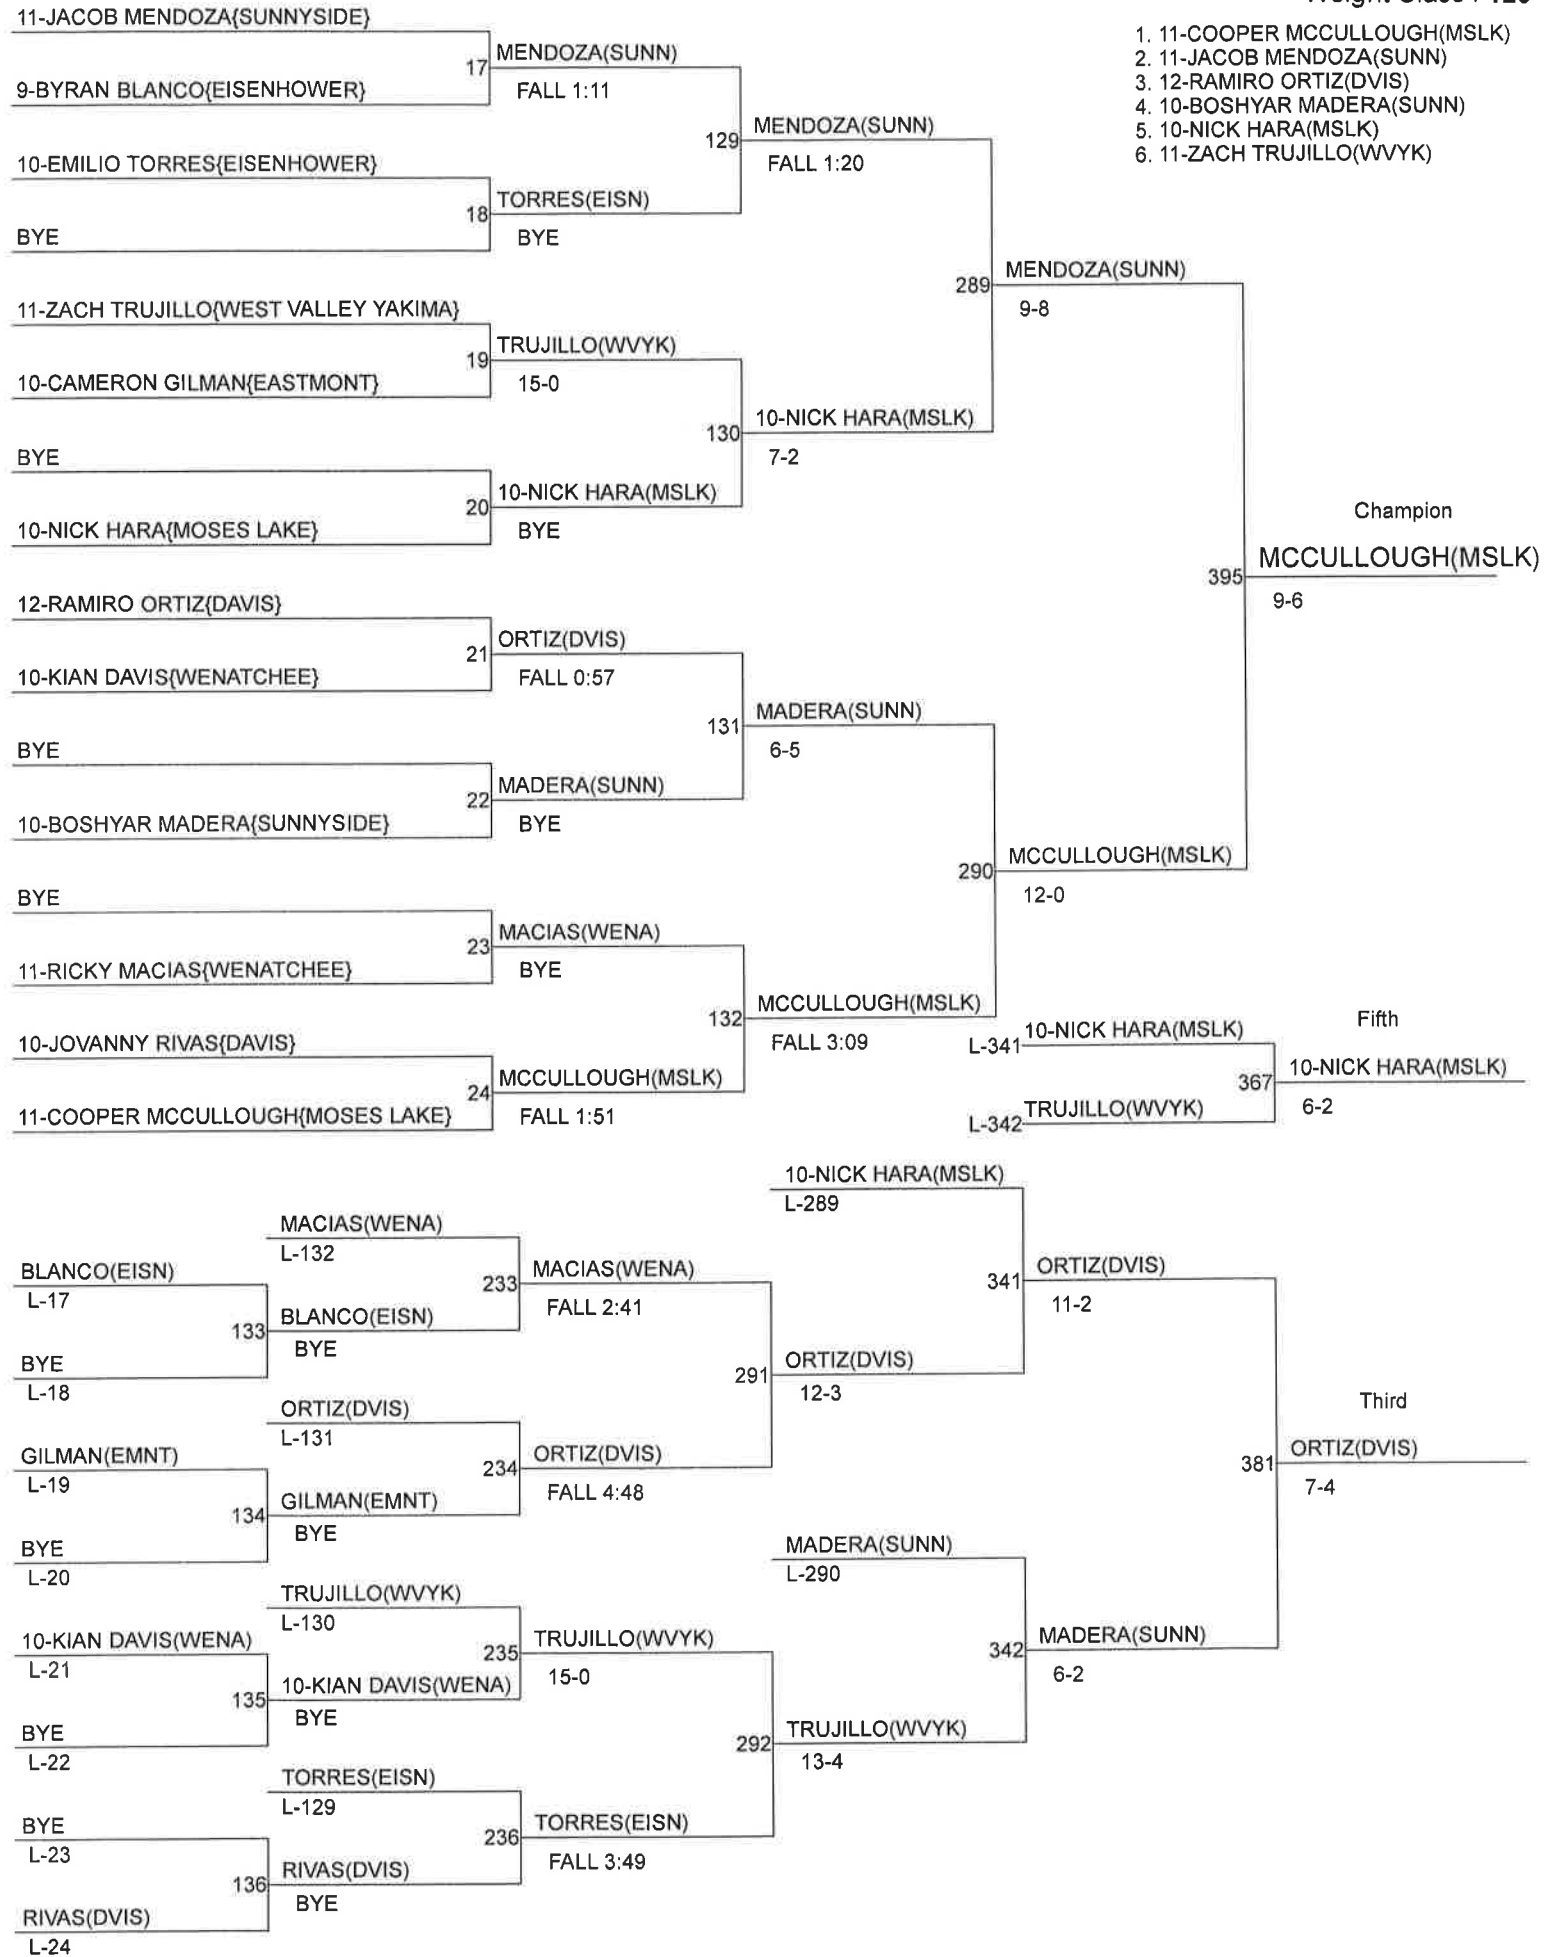 Weight Class : 120
1. 11-COOPER MCCULLOUGH(MSLK)
2. 11-JACOB MENDOZA(SUNN)
3. 12-RAMIRO ORTIZ(DVIS)
4. 10-BOSHYAR MADERA(SUNN)
5. 10-NICK HARA(MSLK)
6. 11-ZACH TRUJILLO(WVYK)
11-JACOB MENDOZA{SUNNYSIDE}
17
MENDOZA(SUNN)
FALL 1:11
9-BYRAN BLANCO{EISENHOWER}
129
MENDOZA(SUNN)
FALL 1:20
10-EMILIO TORRES{EISENHOWER}
18
TORRES(EISN)
BYE
BYE
289
MENDOZA(SUNN)
9-8
11-ZACH TRUJILLO{WEST VALLEY YAKIMA}
19
TRUJILLO(WVYK)
15-0
10-CAMERON GILMAN{EASTMONT}
130
10-NICK HARA(MSLK)
7-2
BYE
20
10-NICK HARA(MSLK)
BYE
10-NICK HARA{MOSES LAKE}
Champion
395
MCCULLOUGH(MSLK)
9-6
12-RAMIRO ORTIZ{DAVIS}
21
ORTIZ(DVIS)
FALL 0:57
10-KIAN DAVIS{WENATCHEE}
131
MADERA(SUNN)
6-5
BYE
22
MADERA(SUNN)
BYE
10-BOSHYAR MADERA{SUNNYSIDE}
290
MCCULLOUGH(MSLK)
12-0
BYE
23
MACIAS(WENA)
BYE
11-RICKY MACIAS{WENATCHEE}
132
MCCULLOUGH(MSLK)
FALL 3:09
10-JOVANNY RIVAS{DAVIS}
24
MCCULLOUGH(MSLK)
FALL 1:51
11-COOPER MCCULLOUGH{MOSES LAKE}
Fifth
L-341
10-NICK HARA(MSLK)
367
10-NICK HARA(MSLK)
6-2
L-342
TRUJILLO(WVYK)
10-NICK HARA(MSLK)
L-289
MACIAS(WENA)
L-132
BLANCO(EISN)
L-17
233
MACIAS(WENA)
FALL 2:41
341
ORTIZ(DVIS)
11-2
133
BLANCO(EISN)
BYE
BYE
L-18
291
ORTIZ(DVIS)
12-3
ORTIZ(DVIS)
L-131
Third
GILMAN(EMNT)
L-19
234
ORTIZ(DVIS)
FALL 4:48
381
ORTIZ(DVIS)
7-4
134
GILMAN(EMNT)
BYE
BYE
L-20
MADERA(SUNN)
L-290
TRUJILLO(WVYK)
L-130
10-KIAN DAVIS(WENA)
L-21
235
TRUJILLO(WVYK)
15-0
342
MADERA(SUNN)
6-2
135
10-KIAN DAVIS(WENA)
BYE
BYE
L-22
292
TRUJILLO(WVYK)
13-4
TORRES(EISN)
L-129
BYE
L-23
236
TORRES(EISN)
FALL 3:49
136
RIVAS(DVIS)
BYE
RIVAS(DVIS)
L-24